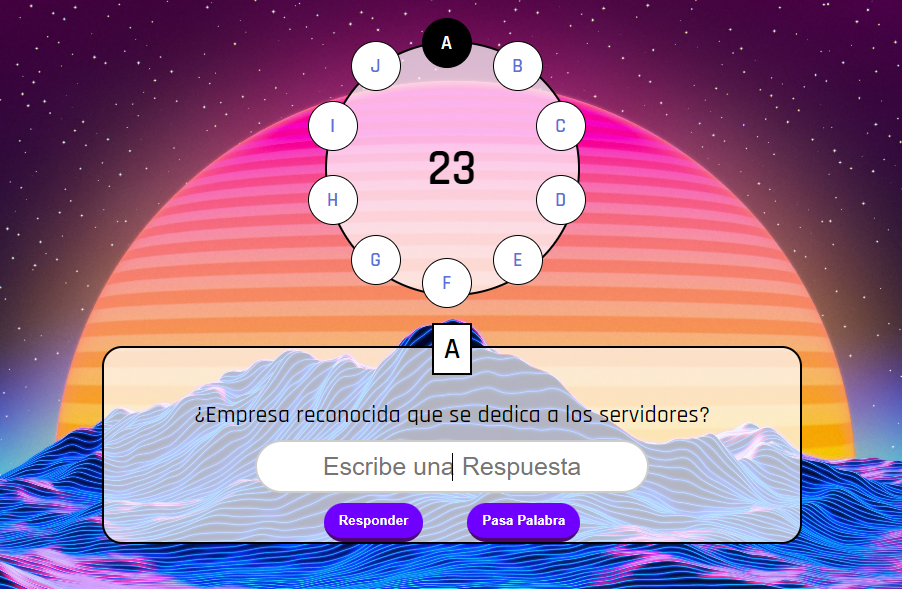 A
J
B
I
C
23
H
D
G
E
F
A
¿Empresa reconocida que se dedica a los servidores?
Escribe una Respuesta
Responder
Pasa Palabra